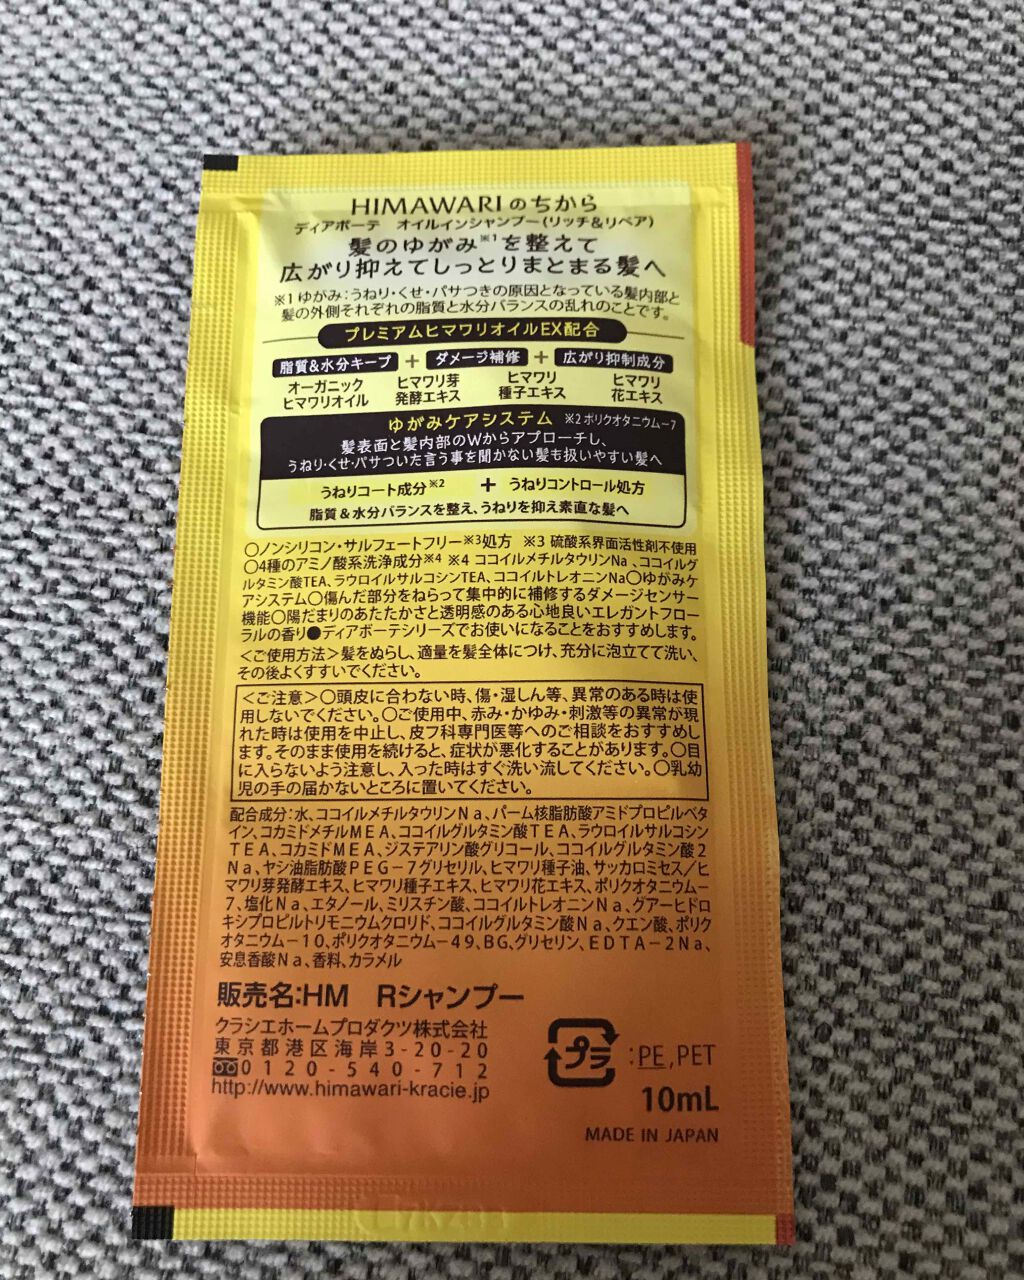 HIMAWARIのちから
ディアボーテ オイルインシャンプー(リッチ&リペア)
髪のゆがみ※1を整えて
広がり抑えてしっとりまとまる髪へ
※1 ゆがみ:うねり・くせ・パサつきの原因となっている髪内部と
髪の外側それぞれの脂質と水分バランスの乱れのことです。
プレミアムヒマワリオイルEX配合
脂質&水分キープ + ダメージ補修 + 広がり抑制成分
オーガニック ヒマワリ芽 ヒマワリ ヒマワリ
ヒマワリオイル 発酵エキス 種子エキス 花エキス
ゆがみケアシステム ※2 ポリクオタニウム-7
髪表面と髪内部のWからアプローチし、
うねり・くせ・パサついた言う事を聞かない髪も扱いやすい髪へ
うねりコート成分※2 + うねりコントロール処方
脂質&水分バランスを整え、うねりを抑え素直な髪へ
○ノンシリコン・サルフェートフリー※3処方 ※3 硫酸系界面活性剤不使用
○4種のアミノ酸系洗浄成分※4 ※4 ココイルメチルタウリンNa、ココイルグ
ルタミン酸TEA、ラウロイルサルコシンTEA、ココイルトレオニンNa○ゆがみケ
アシステム○傷んだ部分をねらって集中的に補修するダメージセンサー
機能○陽だまりのあたたかさと透明感のある心地良いエレガントフロー
ラルの香り●ディアボーテシリーズでお使いになることをおすすめします。
<ご使用方法>髪をぬらし、適量を髪全体につけ、充分に泡立てて洗い、
その後よくすすいでください。
<ご注意>○頭皮に合わない時、傷・湿しん等、異常のある時は使
用しないでください。○ご使用中、赤み・かゆみ・刺激等の異常が現
れた時は使用を中止し、皮フ科専門医等へのご相談をおすすめし
ます。そのまま使用を続けると、症状が悪化することがあります。○目
に入らないよう注意し、入った時はすぐ洗い流してください。○乳幼
児の手の届かないところに置いてください。
配合成分:水、ココイルメチルタウリンNa、パーム核脂肪酸アミドプロピルベタ
イン、コカミドメチルMEA、ココイルグルタミン酸TEA、ラウロイルサルコシン
TEA、コカミドMEA、ジステアリン酸グリコール、ココイルグルタミン酸2
Na、ヤシ油脂肪酸PEG-7グリセリル、ヒマワリ種子油、サッカロミセス/ヒ
マワリ芽発酵エキス、ヒマワリ種子エキス、ヒマワリ花エキス、ポリクオタニウム-
7、塩化Na、エタノール、ミリスチン酸、ココイルトレオニンNa、グアーヒドロ
キシプロピルトリモニウムクロリド、ココイルグルタミン酸Na、クエン酸、ポリク
オタニウム-10、ポリクオタニウム-49、BG、グリセリン、EDTA-2Na、
安息香酸Na、香料、カラメル
販売名:HM Rシャンプー
クラシエホームプロダクツ株式会社
東京都港区海岸3-20-20
0120-540-712
http://www.himawari-kracie.jp
プラ :PE,PET
10mL
MADE IN JAPAN